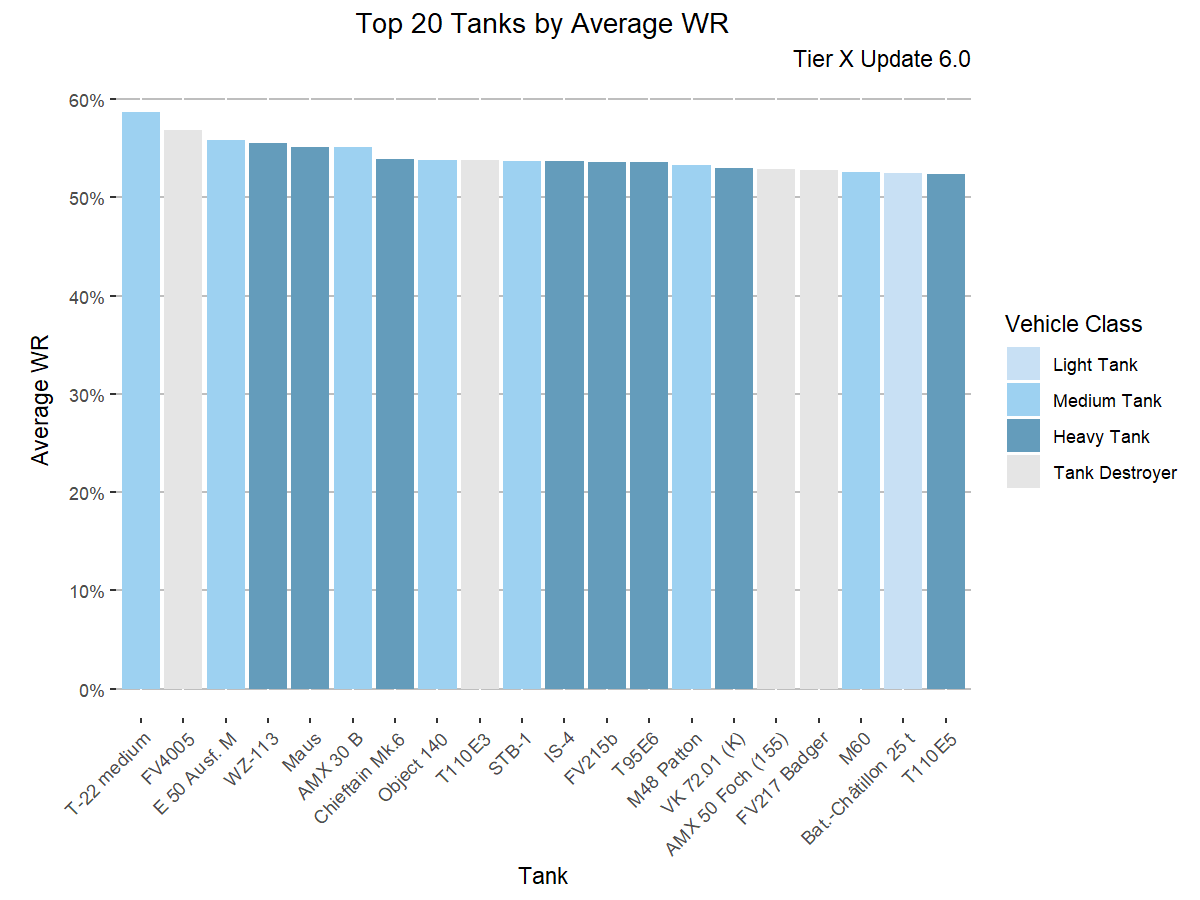 Top 20 Tanks by Average WR
Tier X Update 6.0
60%
50%
40%
30%
20%
10%
0%
Average WR
T-22 medium
FV4005
E 50 Ausf. M
WZ-113
Maus
AMX 30 B
Chieftain Mk.6
Object 140
T110E3
STB-1
IS-4
FV215b
T95E6
M48 Patton
VK 72.01 (K)
AMX 50 Foch (155)
FV217 Badger
M60
Bat.-Châtillon 25 t
T110E5
Tank
Vehicle Class
Light Tank
Medium Tank
Heavy Tank
Tank Destroyer